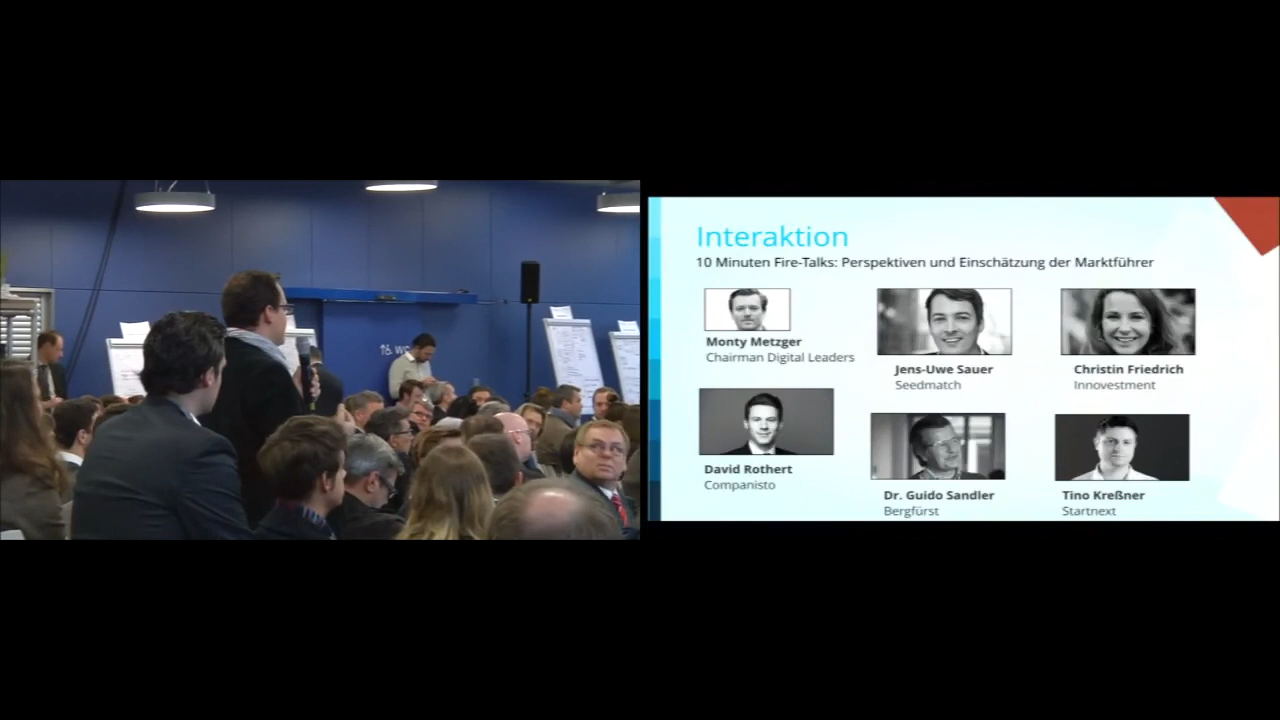 Interaktion
10 Minuten Fire-Talks: Perspektiven und Einschätzung der Marktführer
Monty Metzger
Chairman Digital Leaders
Jens-Uwe Sauer
Seedmatch
Christin Friedrich
Innovestment
David Rothert
Companisto
Dr. Guido Sandler
Bergfürst
Tino Kreßner
Startnext
16.